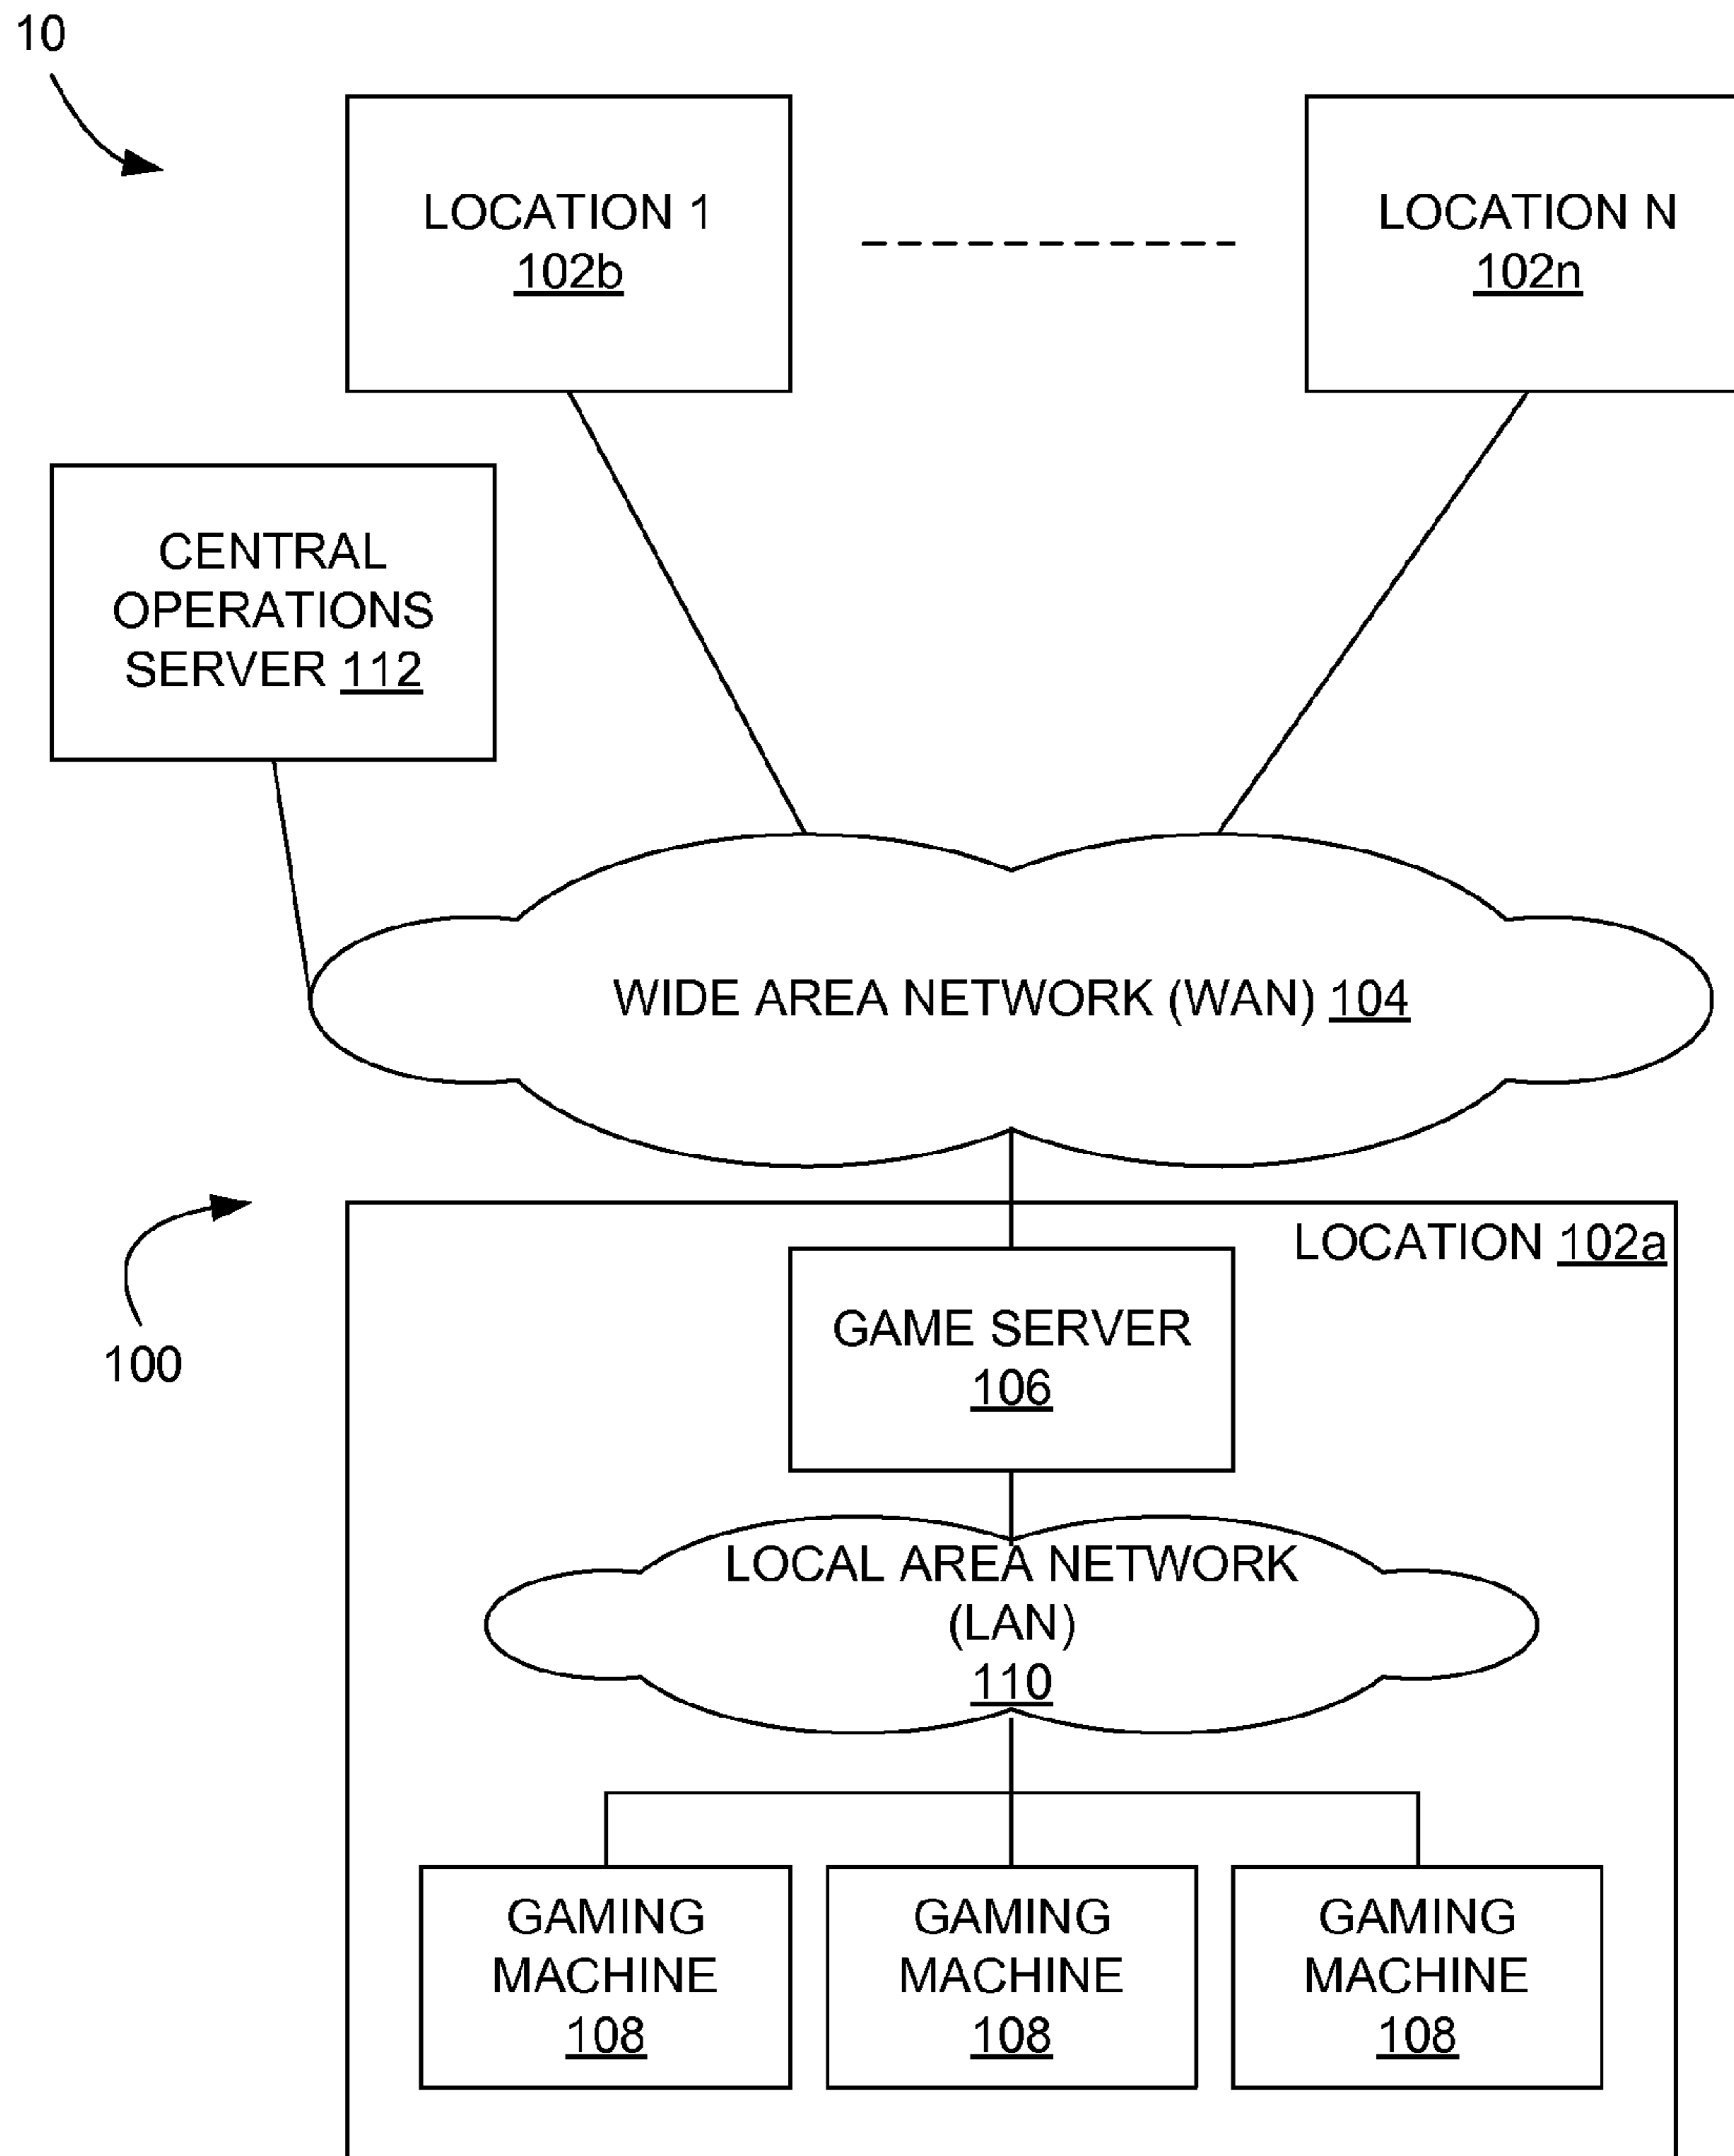 10
LOCATION 1
102b
LOCATION N
102n
CENTRAL
OPERATIONS
SERVER 112
WIDE AREA NETWORK (WAN) 104
100
LOCATION 102a
GAME SERVER
106
LOCAL AREA NETWORK
(LAN)
110
GAMING
MACHINE
108
GAMING
MACHINE
108
GAMING
MACHINE
108